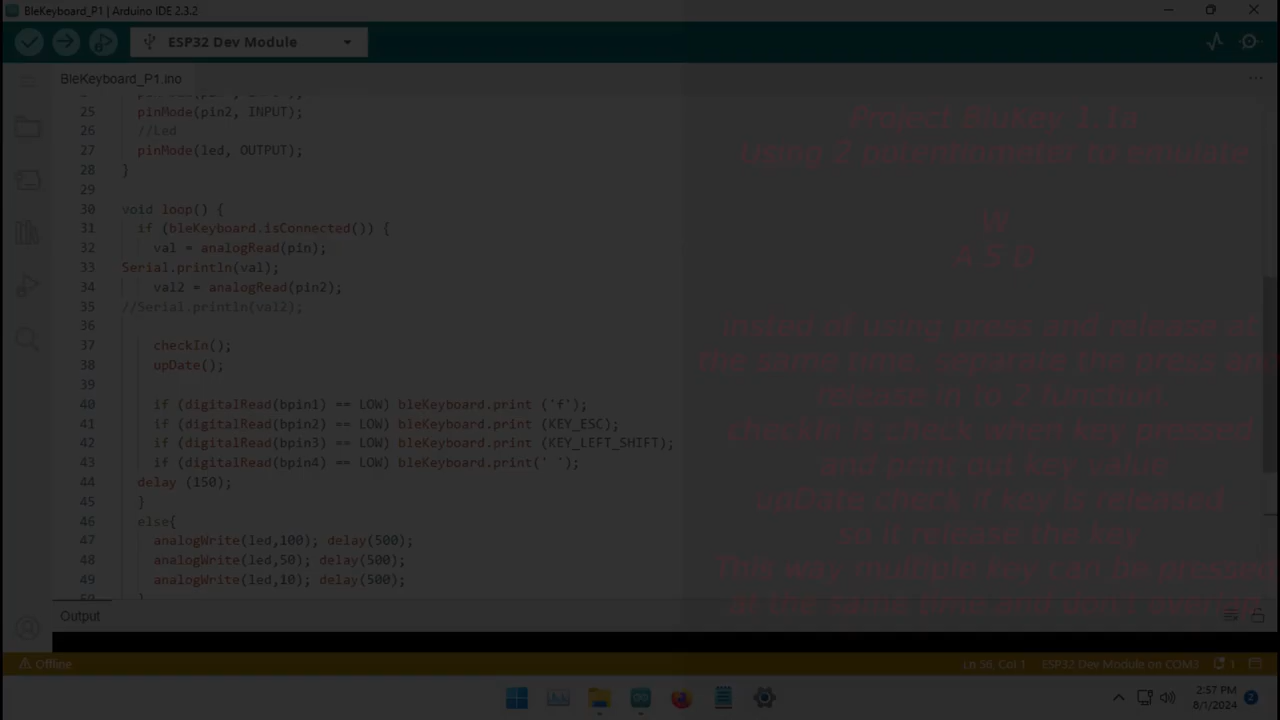 BleKeyboard_P1 | Arduino IDE 2.3.2
ESP32 Dev Module
BleKeyboard_P1.ino
25 pinMode(pin2, INPUT);
26 //Led
27 pinMode(led, OUTPUT);
28 }
29
30 void loop() {
31 if (bleKeyboard.isConnected()) {
32 val = analogRead(pin);
33 Serial.println(val);
34 val2 = analogRead(pin2);
35 //Serial.println(val2);
36
37 checkIn();
38 upDate();
39
40 if (digitalRead(bpin1) == LOW) bleKeyboard.print ('f');
41 if (digitalRead(bpin2) == LOW) bleKeyboard.print (KEY_ESC);
42 if (digitalRead(bpin3) == LOW) bleKeyboard.print (KEY_LEFT_SHIFT);
43 if (digitalRead(bpin4) == LOW) bleKeyboard.print(' ');
44 delay (150);
45 }
46 else{
47 analogWrite(led,100); delay(500);
48 analogWrite(led,50); delay(500);
49 analogWrite(led,10); delay(500);
Project BluKey 1.1a
Using 2 potentiometer to emulate
W
A S D
insted of using press and release at
the same time, separate the press and
release in to 2 function
checkIn is check when key pressed
and print out key value
upDate check if key is released
so it release the key
This way multiple key can be pressed
at the same time and don't
Output
Offline
Ln 56, Col 1
ESP32 Dev Module on COM3
1
2:57 PM
8/1/2024
2